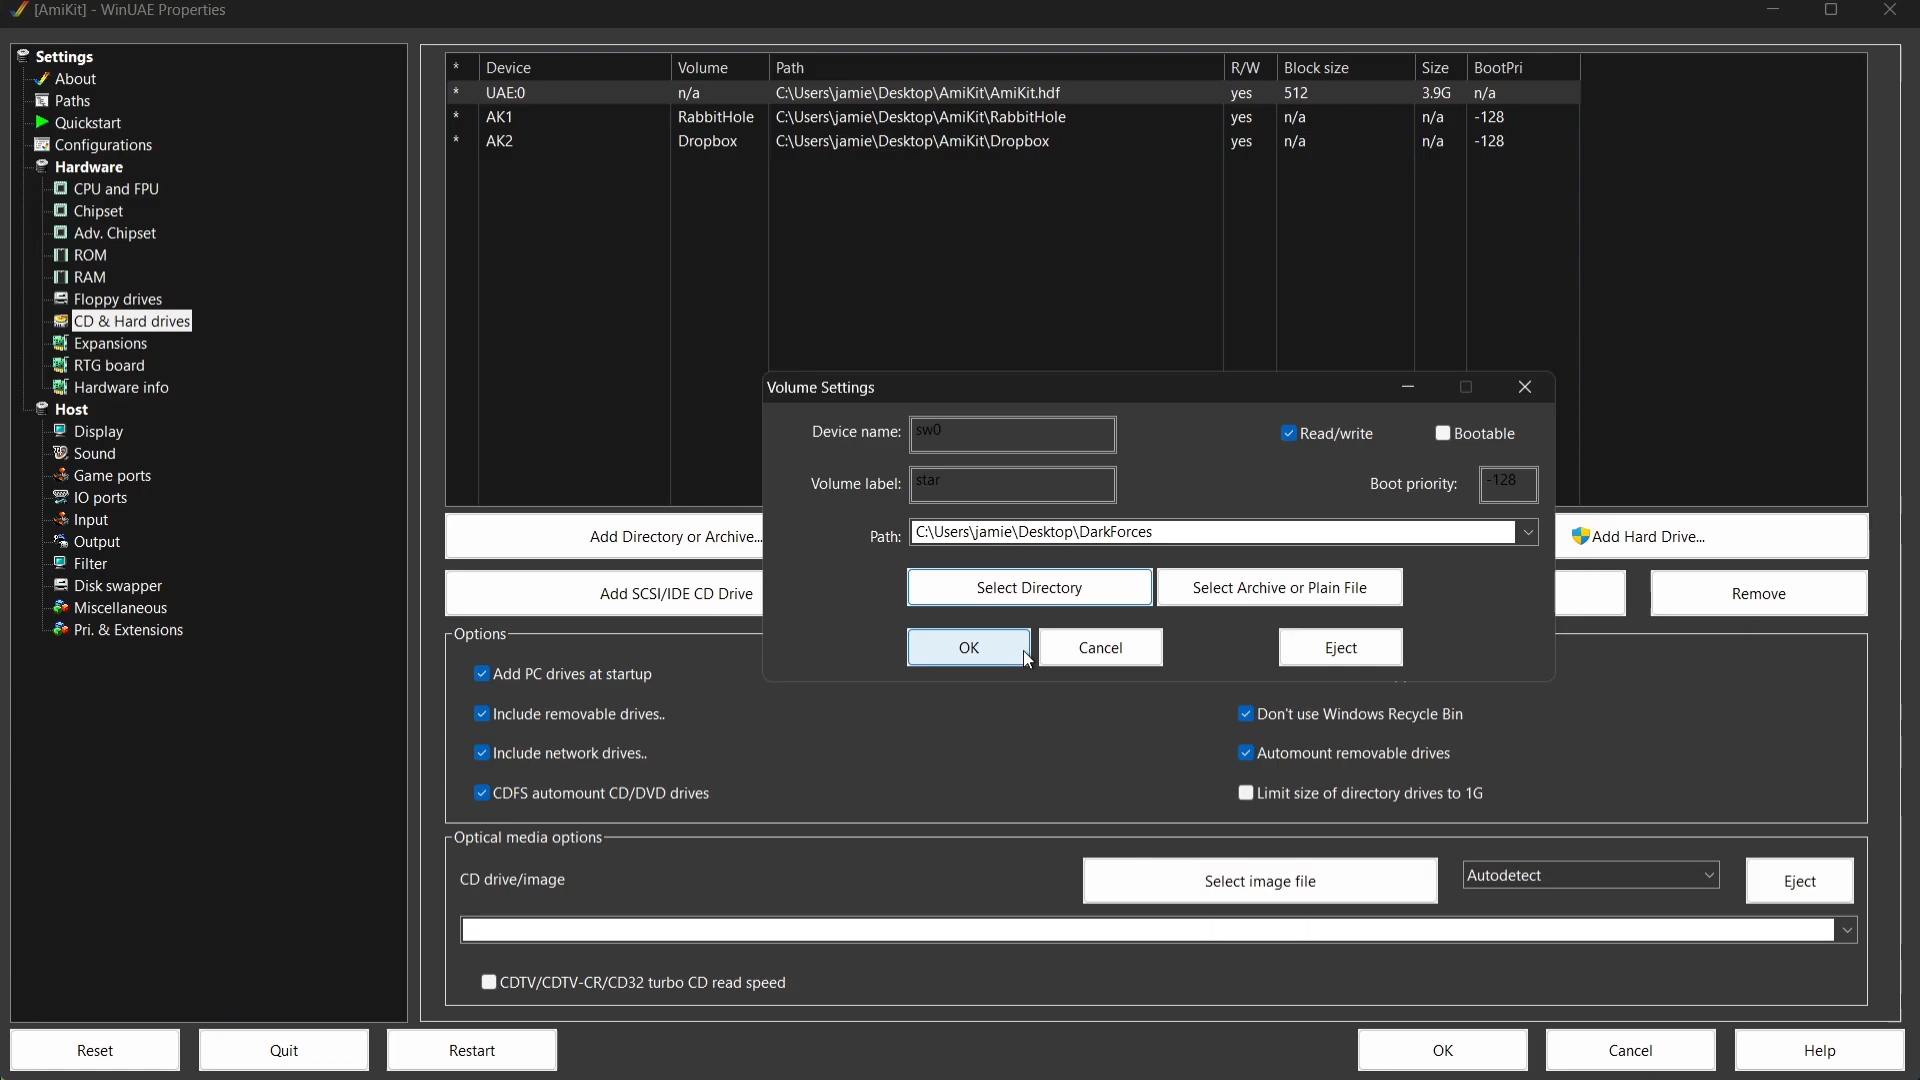 [AmiKit] - WinUAE Properties
Settings
About
Paths
Quickstart
Configurations
Hardware
CPU and FPU
Chipset
Adv. Chipset
ROM
RAM
Floppy drives
CD & Hard drives
Expansions
RTG board
Hardware info
Host
Display
Sound
Game ports
IO ports
Input
Output
Filter
Disk swapper
Miscellaneous
Pri. & Extensions
* Device Volume Path R/W Block size Size BootPri
* UAE:0 n/a C:\Users\jamie\Desktop\AmiKit\AmiKit.hdf yes 512 3.9G n/a
* AK1 RabbitHole C:\Users\jamie\Desktop\AmiKit\RabbitHole yes n/a n/a -128
* AK2 Dropbox C:\Users\jamie\Desktop\AmiKit\Dropbox yes n/a n/a -128
Volume Settings
Device name: sw0 Read/write Bootable
Volume label: star Boot priority: -128
Path: C:\Users\jamie\Desktop\DarkForces
Select Directory Select Archive or Plain File
OK Cancel Eject
Add Directory or Archive... Add Hard Drive...
Add SCSI/IDE CD Drive Remove
Options
Add PC drives at startup
Include removable drives.. Don't use Windows Recycle Bin
Include network drives.. Automount removable drives
CDFS automount CD/DVD drives Limit size of directory drives to 1G
Optical media options
CD drive/image Select image file Autodetect Eject
CDTV/CDTV-CR/CD32 turbo CD read speed
Reset Quit Restart OK Cancel Help